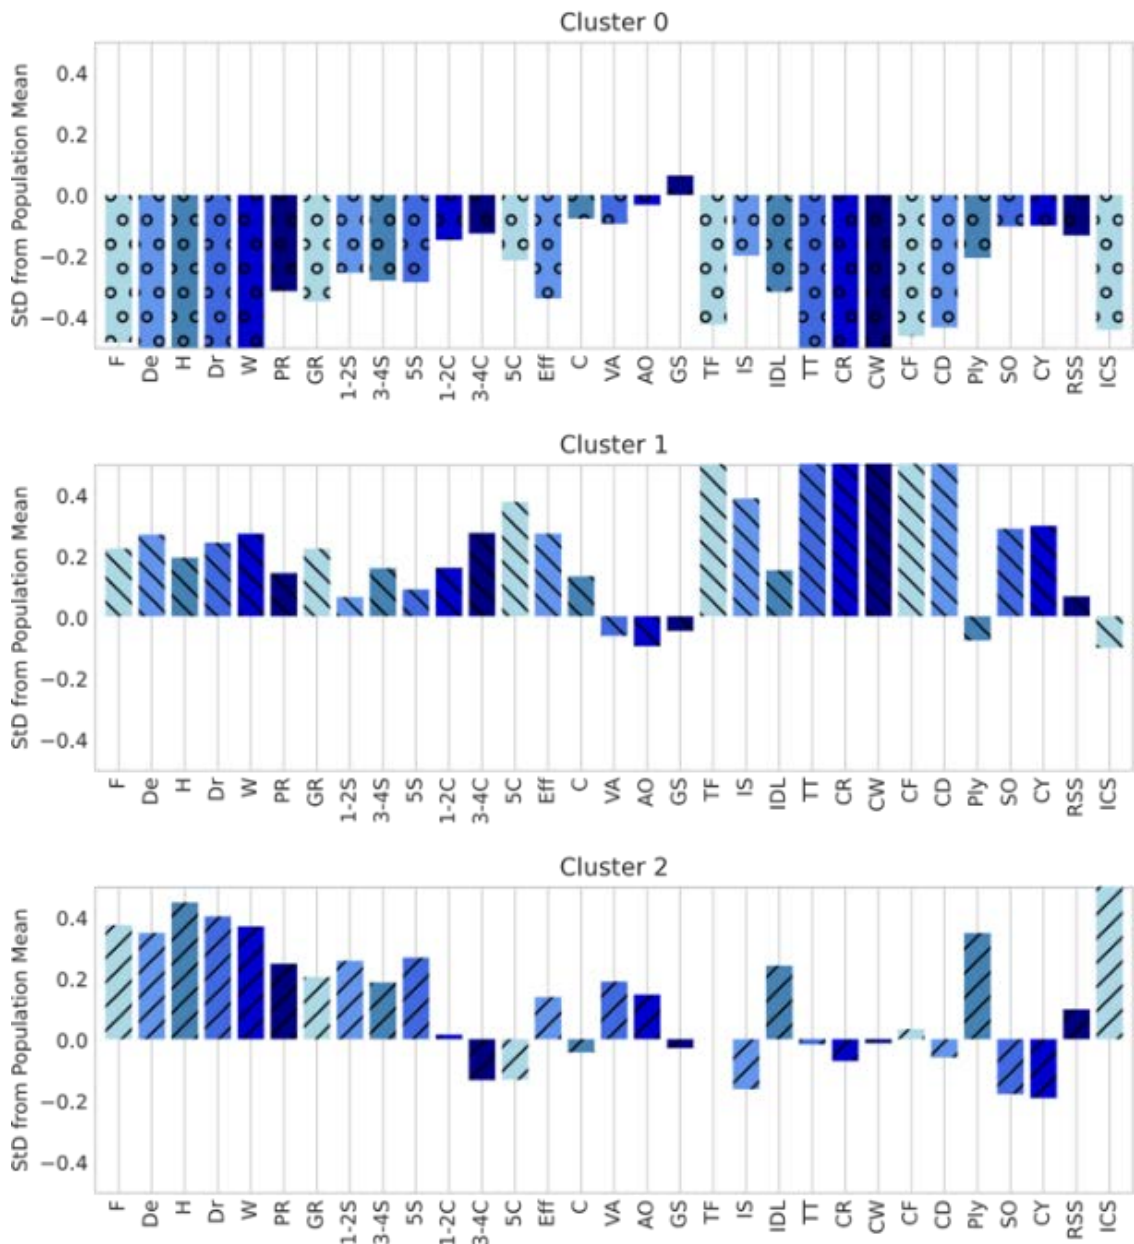 Cluster 0
StD from Population Mean
0.4
0.2
0.0
−0.2
−0.4
F De H Dr W PR GR 1-2S 3-4S 5S 1-2C 3-4C 5C Eff C VA AO GS TF IS IDL TT CR CW CF CD Ply SO CY RSS ICS
Cluster 1
StD from Population Mean
0.4
0.2
0.0
−0.2
−0.4
F De H Dr W PR GR 1-2S 3-4S 5S 1-2C 3-4C 5C Eff C VA AO GS TF IS IDL TT CR CW CF CD Ply SO CY RSS ICS
Cluster 2
StD from Population Mean
0.4
0.2
0.0
−0.2
−0.4
F De H Dr W PR GR 1-2S 3-4S 5S 1-2C 3-4C 5C Eff C VA AO GS TF IS IDL TT CR CW CF CD Ply SO CY RSS ICS